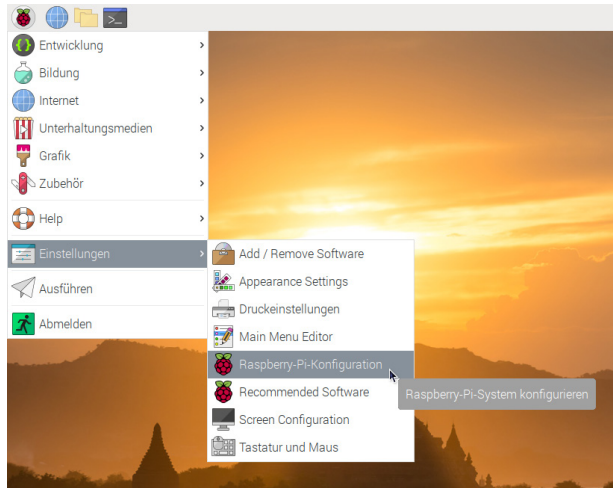 Entwicklung
Bildung
Internet
Unterhaltungsmedien
Grafik
Zubehör
Help
Einstellungen
Ausführen
Abmelden
Add / Remove Software
Appearance Settings
Druckeinstellungen
Main Menu Editor
Raspberry-Pi-Konfiguration
Recommended Software
Screen Configuration
Tastatur und Maus
Raspberry-Pi-System konfigurieren